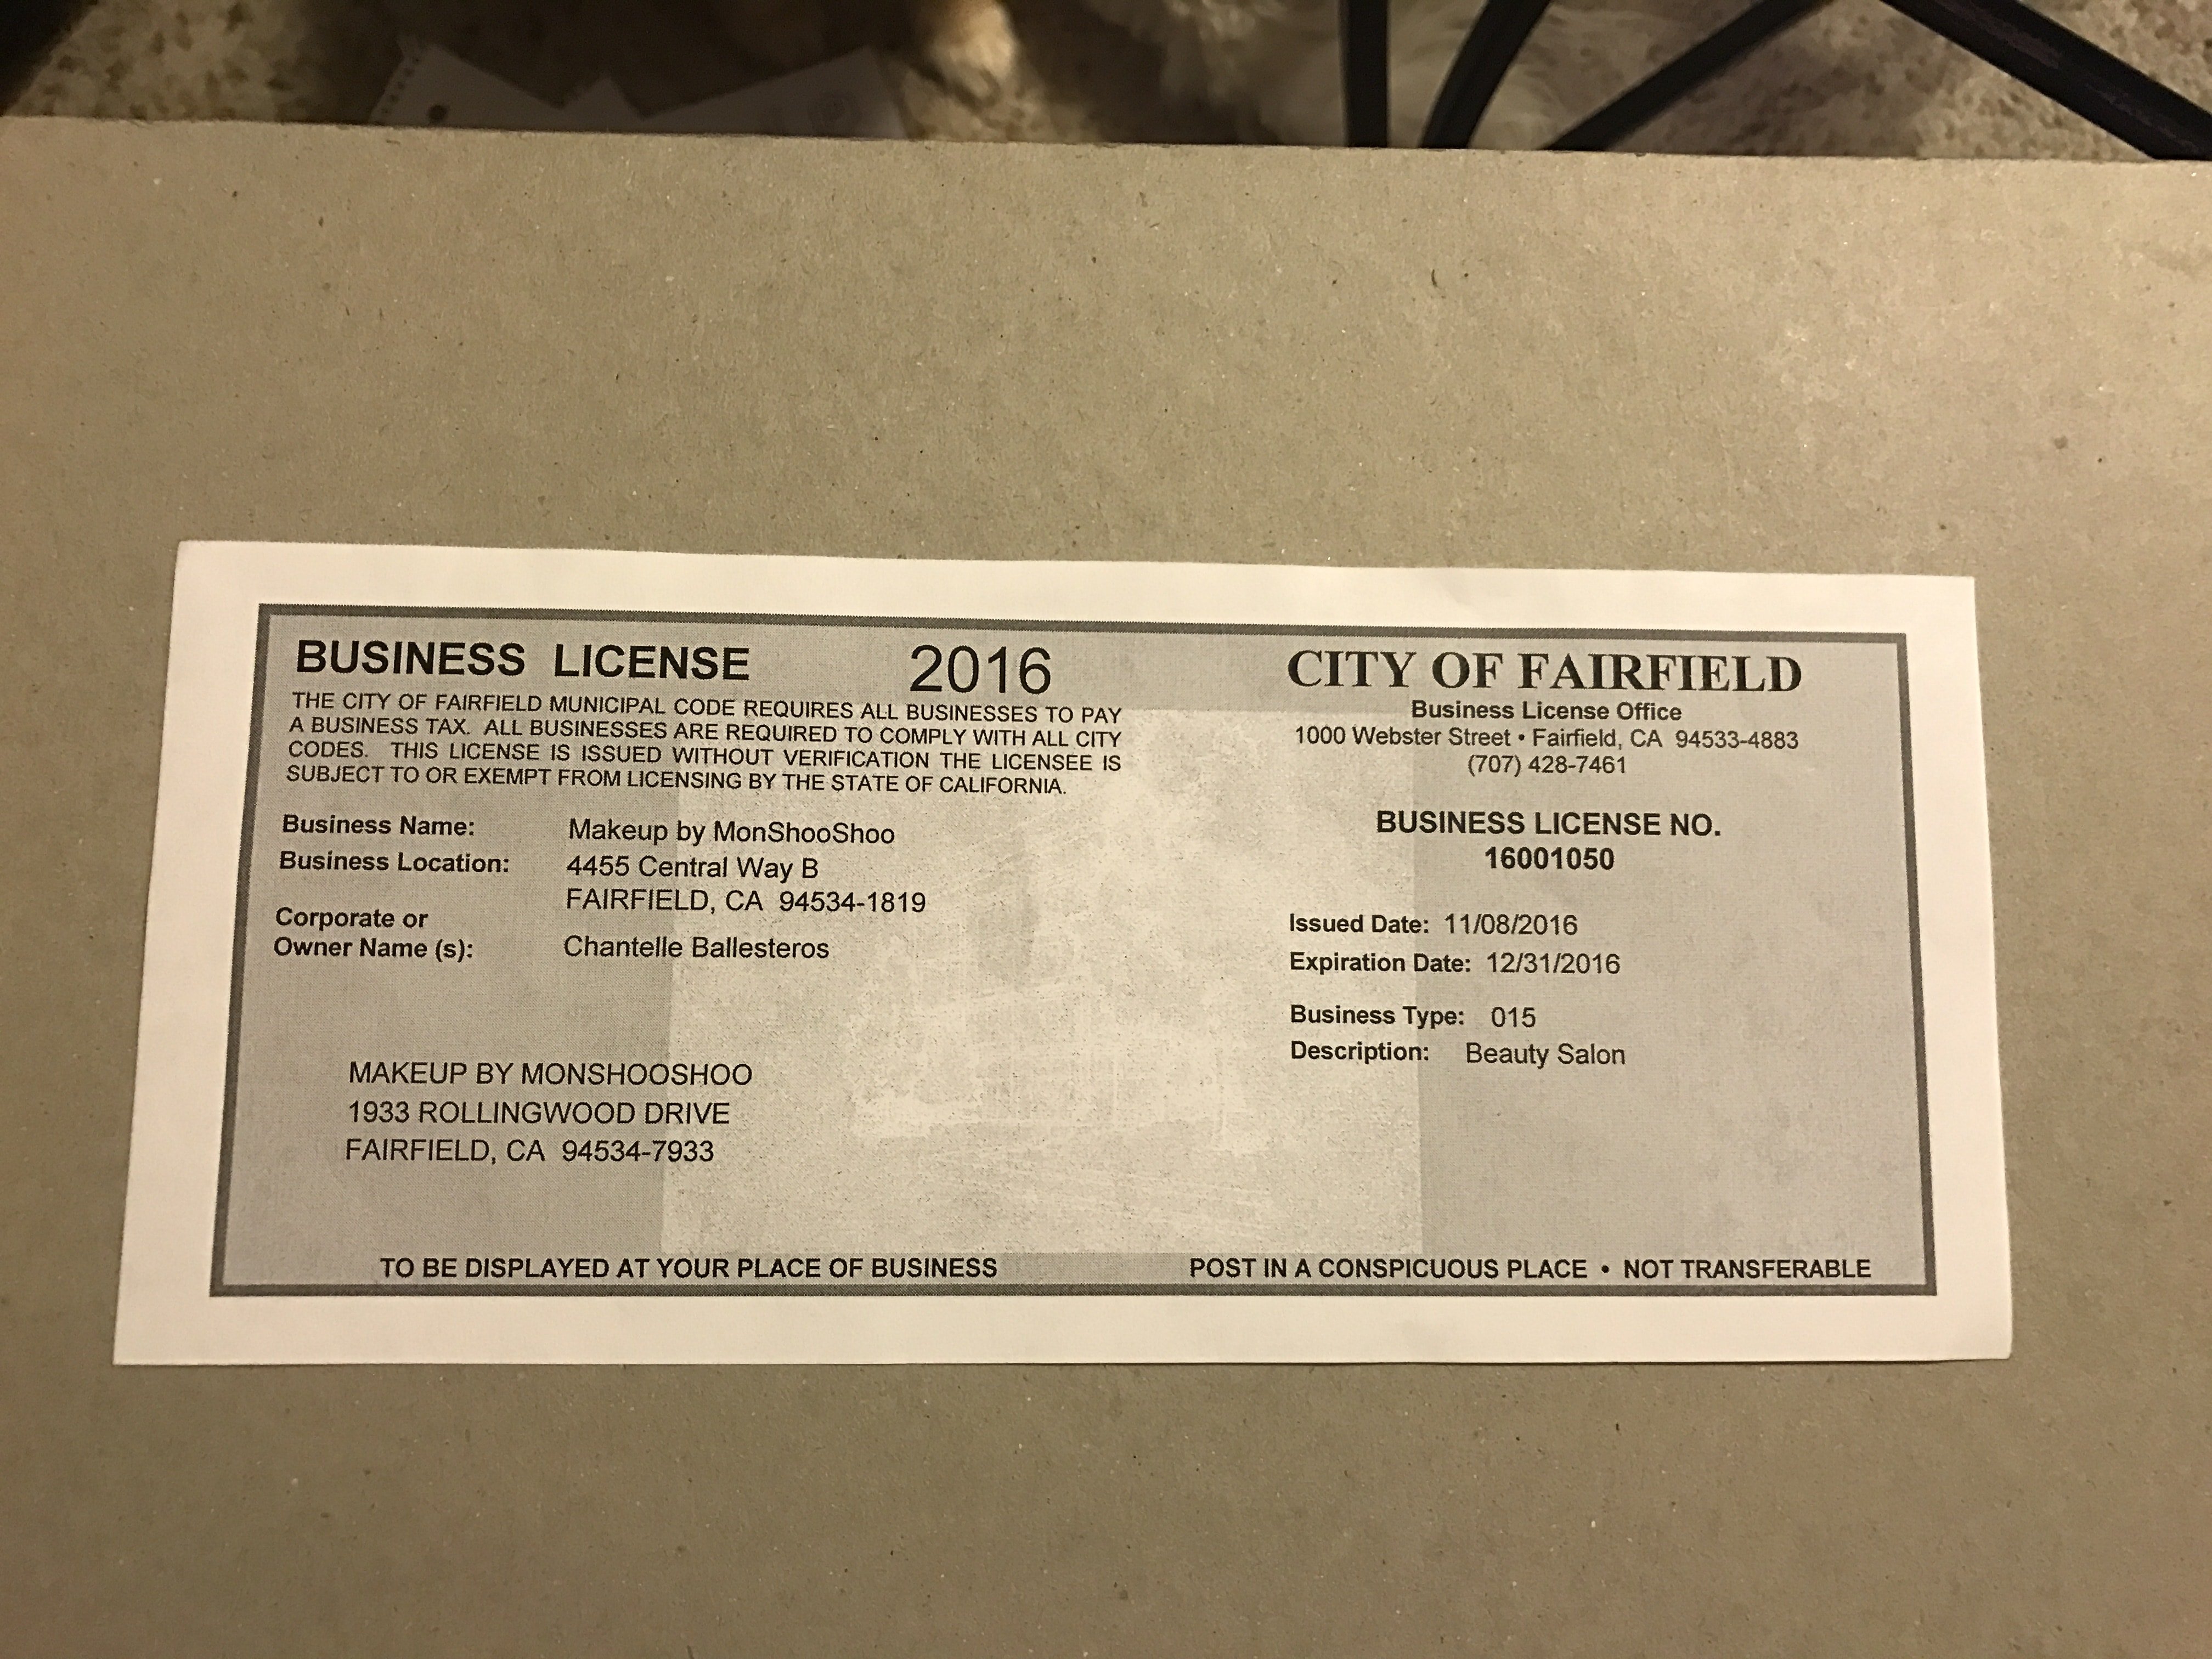 BUSINESS LICENSE 2016
THE CITY OF FAIRFIELD MUNICIPAL CODE REQUIRES ALL BUSINESSES TO PAY
A BUSINESS TAX. ALL BUSINESSES ARE REQUIRED TO COMPLY WITH ALL CITY
CODES. THIS LICENSE IS ISSUED WITHOUT VERIFICATION THE LICENSEE IS
SUBJECT TO OR EXEMPT FROM LICENSING BY THE STATE OF CALIFORNIA.
Business Name: Makeup by MonShooShoo
Business Location: 4455 Central Way B
FAIRFIELD, CA 94534-1819
Corporate or
Owner Name (s): Chantelle Ballesteros
MAKEUP BY MONSHOOSHOO
1933 ROLLINGWOOD DRIVE
FAIRFIELD, CA 94534-7933
TO BE DISPLAYED AT YOUR PLACE OF BUSINESS
CITY OF FAIRFIELD
Business License Office
1000 Webster Street • Fairfield, CA 94533-4883
(707) 428-7461
BUSINESS LICENSE NO.
16001050
Issued Date: 11/08/2016
Expiration Date: 12/31/2016
Business Type: 015
Description: Beauty Salon
POST IN A CONSPICUOUS PLACE • NOT TRANSFERABLE